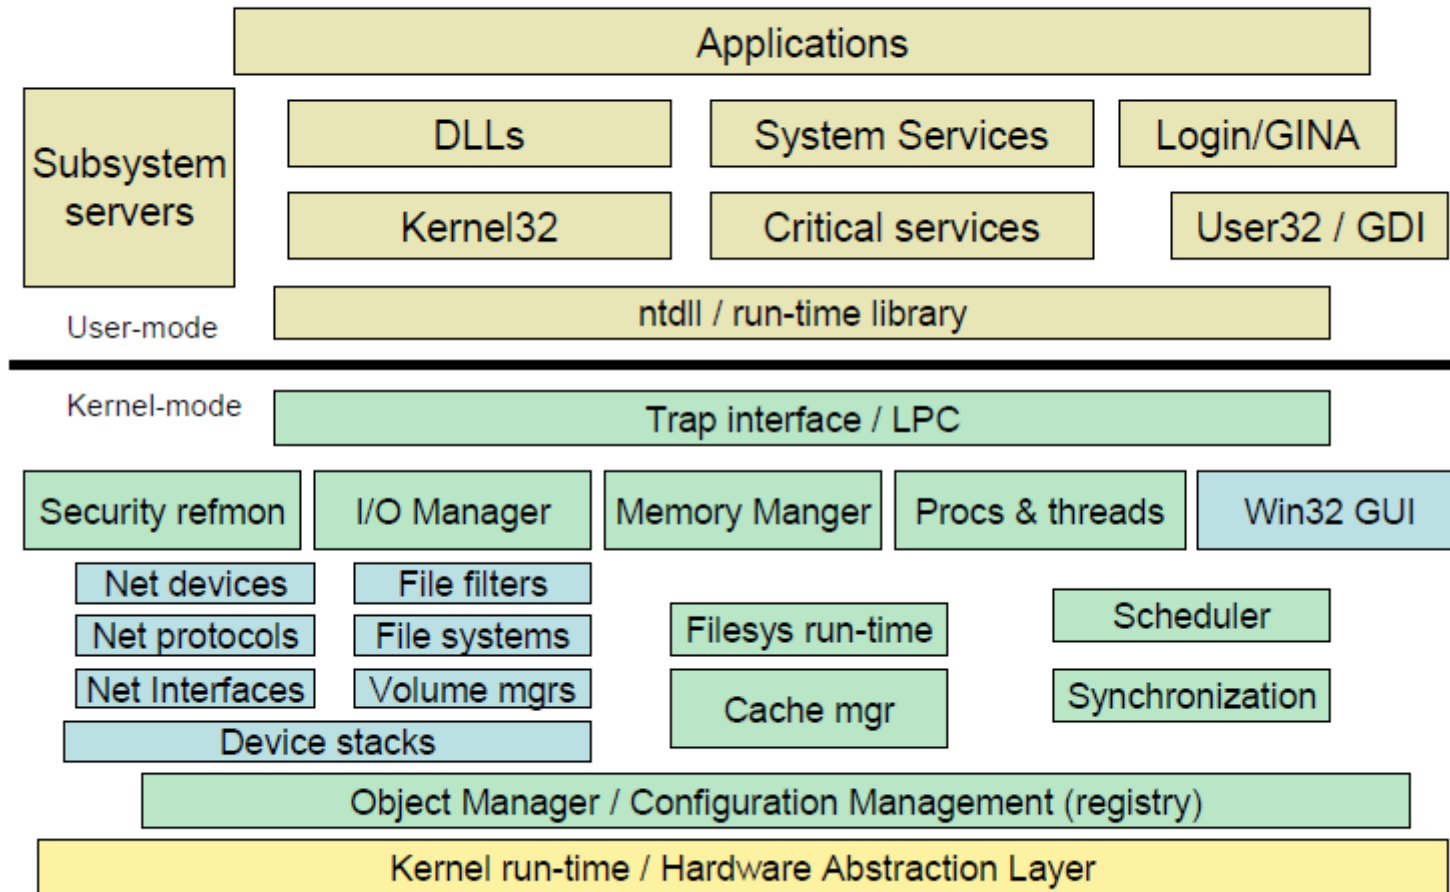 Applications
Subsystem
servers
DLLs
System Services
Login/GINA
Kernel32
Critical services
User32 / GDI
ntdll / run-time library
User-mode
Kernel-mode
Trap interface / LPC
Security refmon
I/O Manager
Memory Manger
Procs & threads
Win32 GUI
Net devices
File filters
Net protocols
File systems
Filesys run-time
Scheduler
Net Interfaces
Volume mgrs
Cache mgr
Synchronization
Device stacks
Object Manager / Configuration Management (registry)
Kernel run-time / Hardware Abstraction Layer